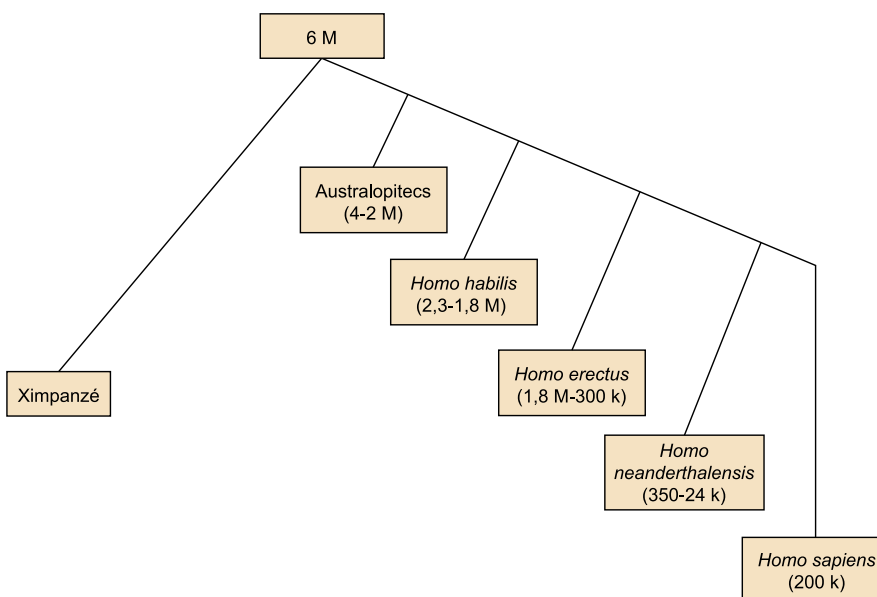 6 M
Australopitecs
(4-2 M)
Homo habilis
(2,3-1,8 M)
Homo erectus
(1,8 M-300 k)
Ximpanzé
Homo
neanderthalensis
(350-24 k)
Homo sapiens
(200 k)